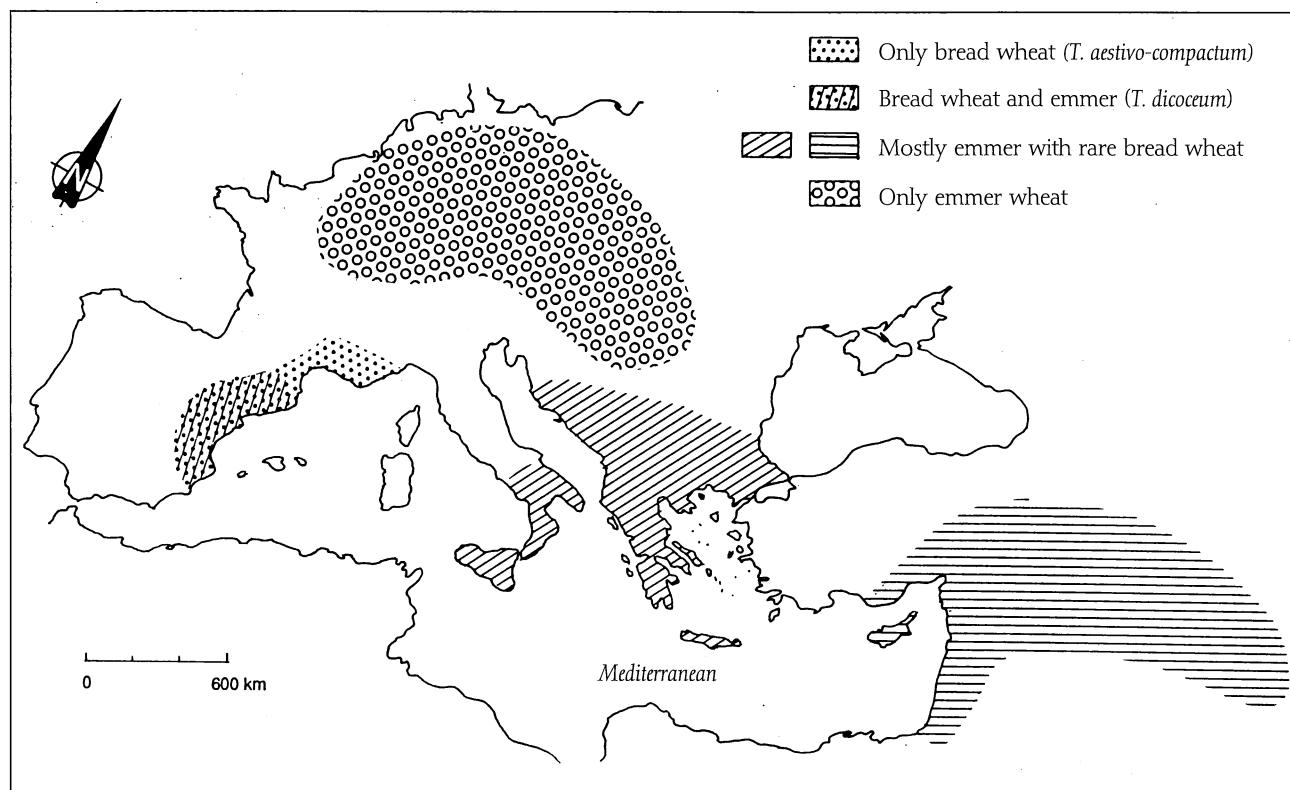 Only bread wheat (T. aestivo-compactum)
Bread wheat and emmer (T. dicoceum)
Mostly emmer with rare bread wheat
Only emmer wheat
N
Mediterranean
0 600 km